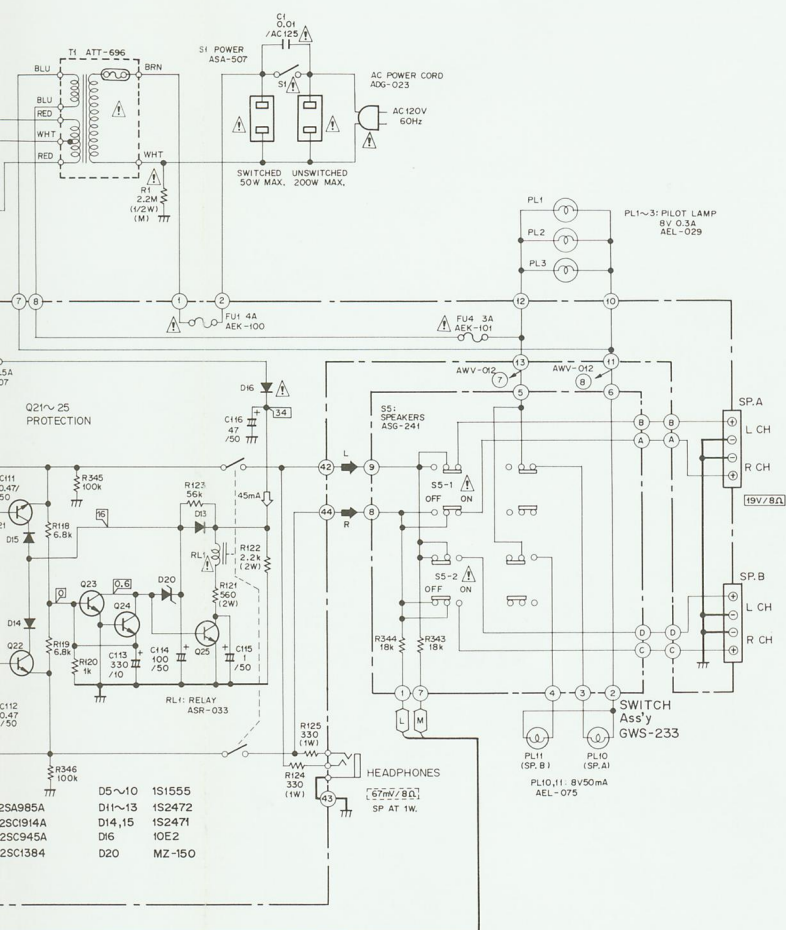 C1
0.01
/AC125
S1 POWER
ASA-507
T1 ATT-696
BLU
BRN
S1
AC POWER CORD
ADG-023
BLU
RED
AC120V
60Hz
WHT
RED
WHT
SWITCHED
50W MAX.
UNSWITCHED
200W MAX.
R1
2.2M
(1/2W)
(M)
PL1
PL2
PL3
PL1~3: PILOT LAMP
8V 0.3A
AEL-029
7
8
1
2
12
10
FU1 4A
AEK-100
FU4 3A
AEK-101
13
11
AWV-012
7
AWV-012
8
.5A
07
D16
34
C116
47
/50
S5:
SPEAKERS
ASG-241
5
6
SP.A
Q21~25
PROTECTION
B
B
A
A
L CH
R CH
19V/8Ω
C111
0.47/
50
R345
100k
42
L
9
R123
56k
45mA
S5-1
OFF
ON
44
R
8
16
D13
21
D15
R118
6.8k
RL1
R122
2.2k
(2W)
S5-2
OFF
ON
0
Q23
0.6
D20
R121
560
(2W)
SP.B
L CH
R CH
Q24
D14
Q22
R119
6.8k
R120
1k
C113
330
/10
C114
100
/50
Q25
C115
1
/50
R344
18k
R343
18k
D
D
C
C
RL1: RELAY
ASR-033
1
7
4
3
2
L
M
SWITCH
Ass'y
GWS-233
C112
0.47
/50
R125
330
(1W)
PL11
(SP.B)
PL10
(SP.A)
R346
100k
R124
330
(1W)
HEADPHONES
67mV/8Ω
SP AT 1W.
43
PL10,11: 8V50mA
AEL-075
D5~10 1S1555
2SA985A D11~13 1S2472
2SC1914A D14,15 1S2471
2SC945A D16 10E2
2SC1384 D20 MZ-150